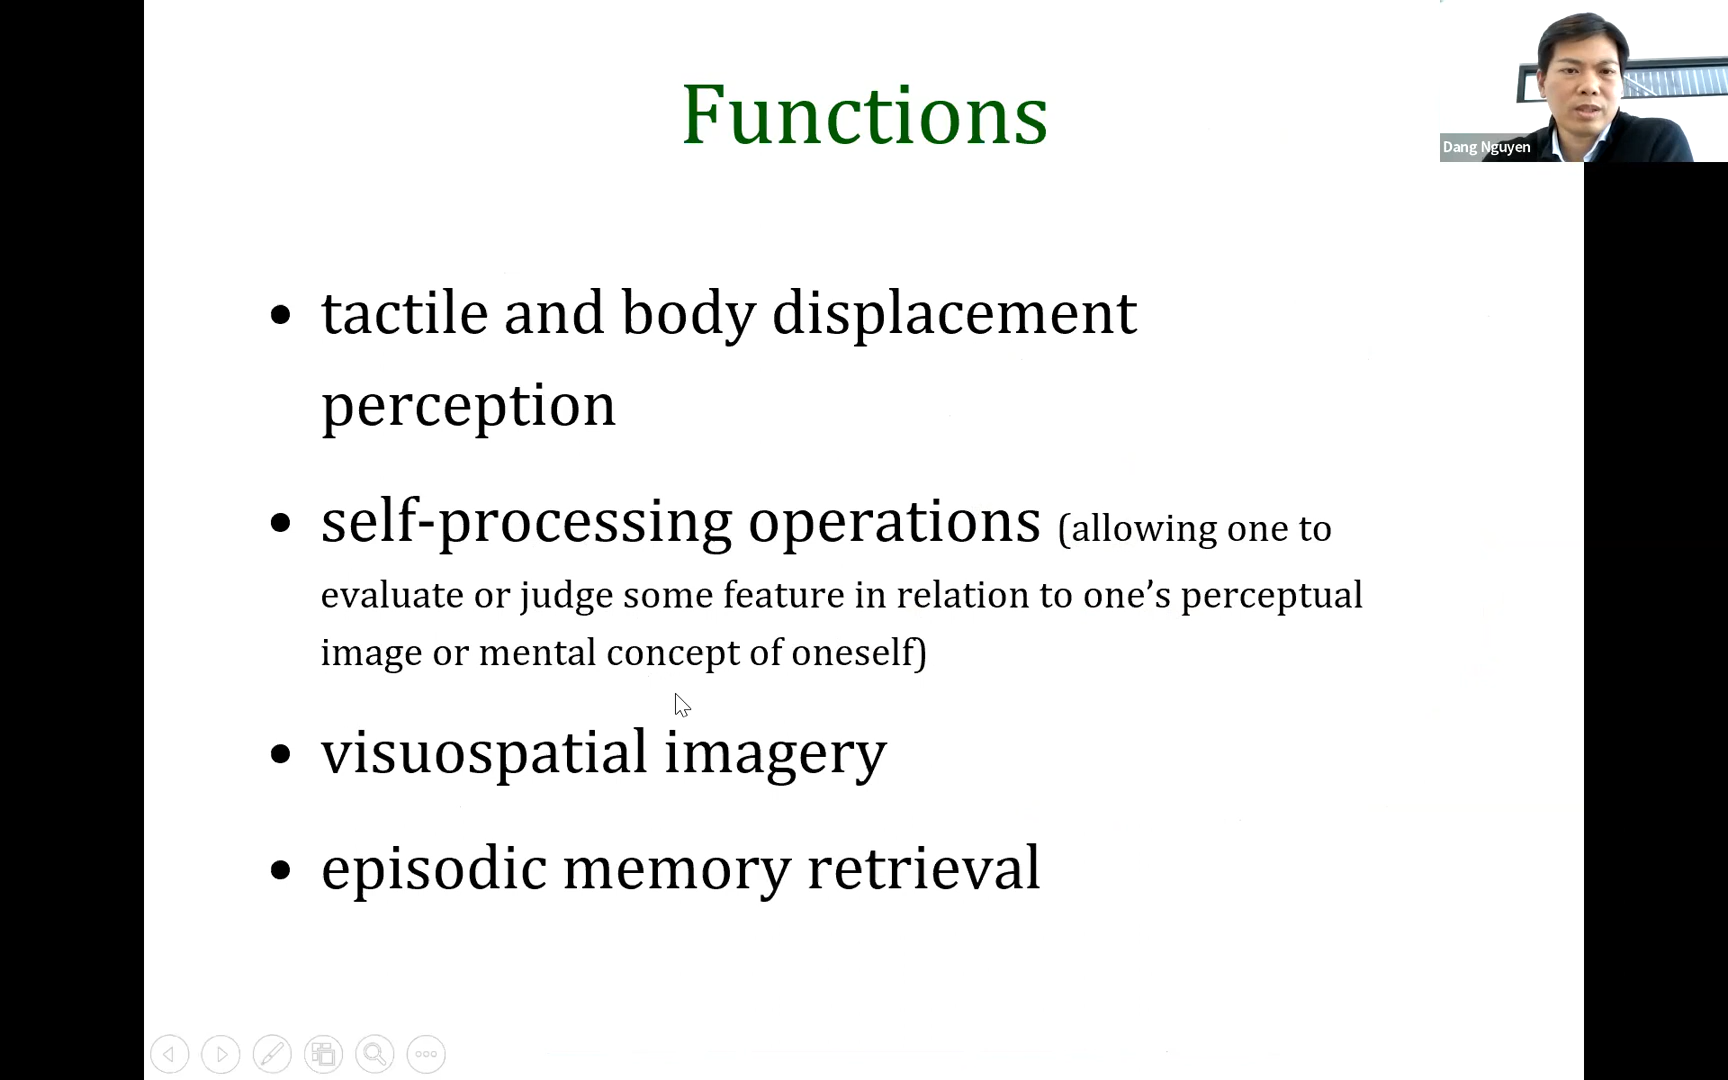 Functions
Dang Nguyen
• tactile and body displacement
perception
• self-processing operations (allowing one to
evaluate or judge some feature in relation to one’s perceptual
image or mental concept of oneself)
• visuospatial imagery
• episodic memory retrieval